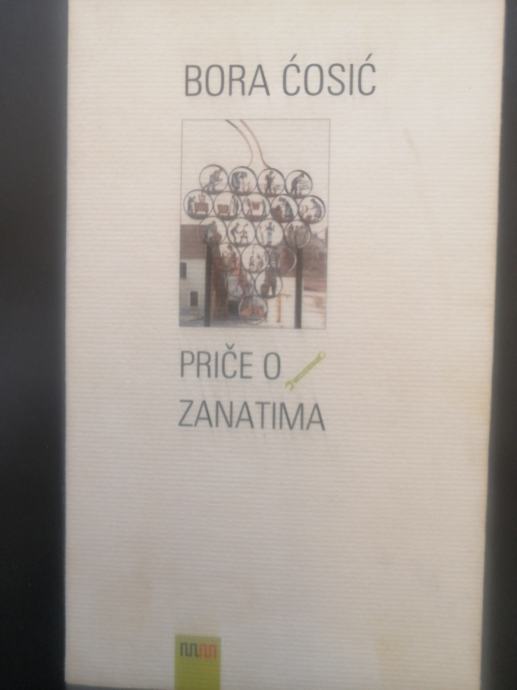 BORA ĆOSIĆ
PRIČE O
ZANATIMA